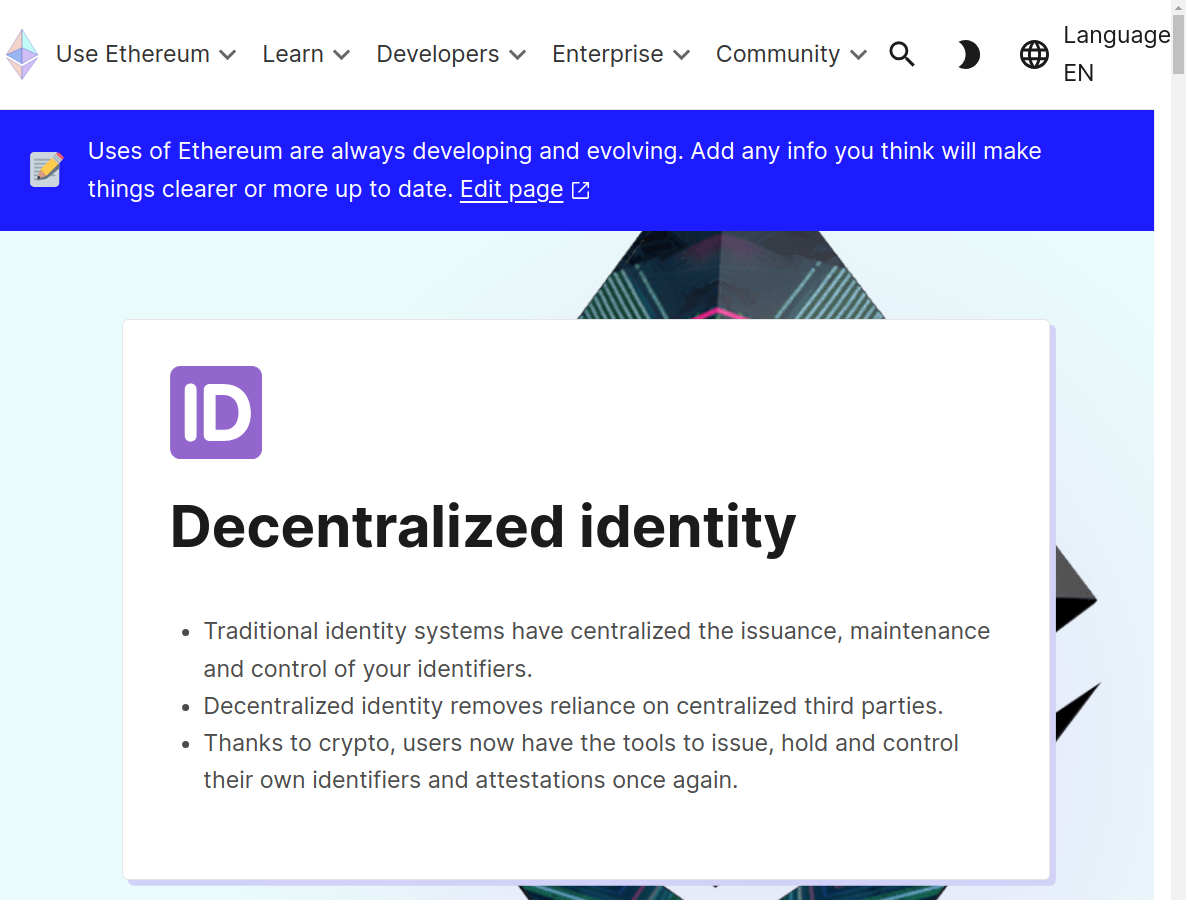 Use Ethereum Learn Developers Enterprise Community Language
EN
Uses of Ethereum are always developing and evolving. Add any info you think will make
things clearer or more up to date. Edit page
ID
Decentralized identity
• Traditional identity systems have centralized the issuance, maintenance
and control of your identifiers.
• Decentralized identity removes reliance on centralized third parties.
• Thanks to crypto, users now have the tools to issue, hold and control
their own identifiers and attestations once again.